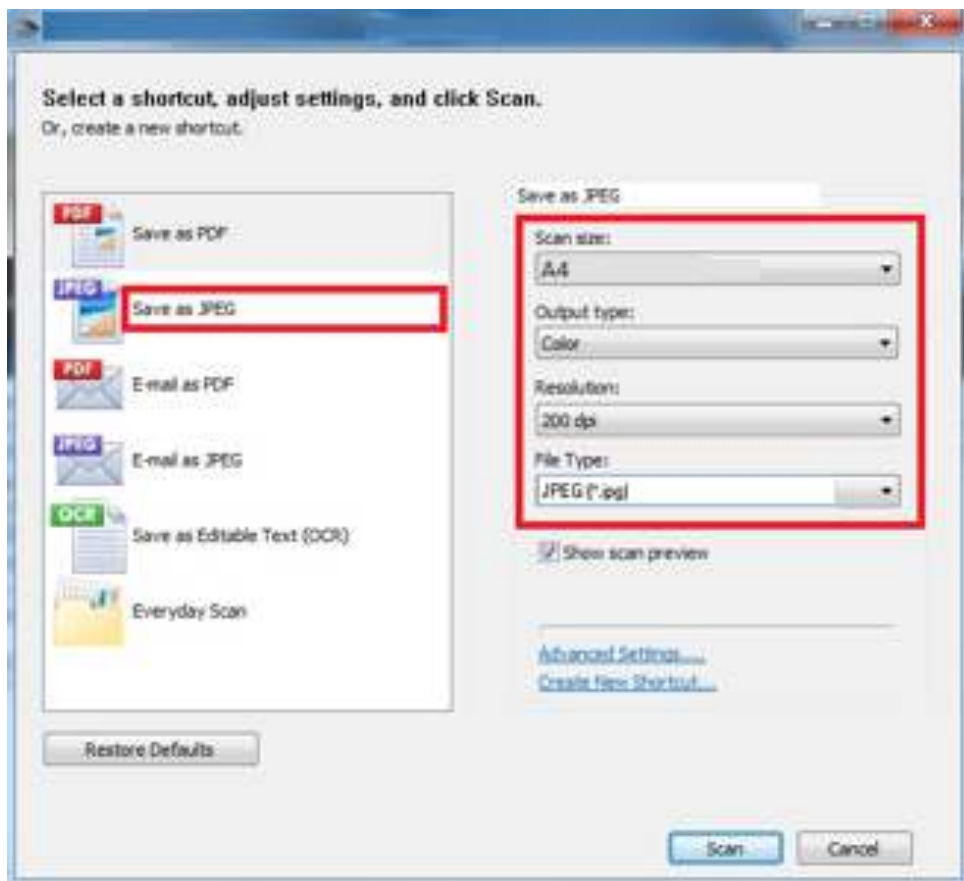 Select a shortcut, adjust settings, and click Scan.
Or, create a new shortcut.
PDF
Save as PDF
JPEG
Save as JPEG
PDF
E-mail as PDF
JPEG
E-mail as JPEG
OCR
Save as Editable Text (OCR)
Everyday Scan
Restore Defaults
Save as JPEG
Scan size:
A4
Output type:
Color
Resolution:
200 dpi
File Type:
JPEG (*.jpg)
Show scan preview
Advanced Settings....
Create New Shortcut...
Scan
Cancel